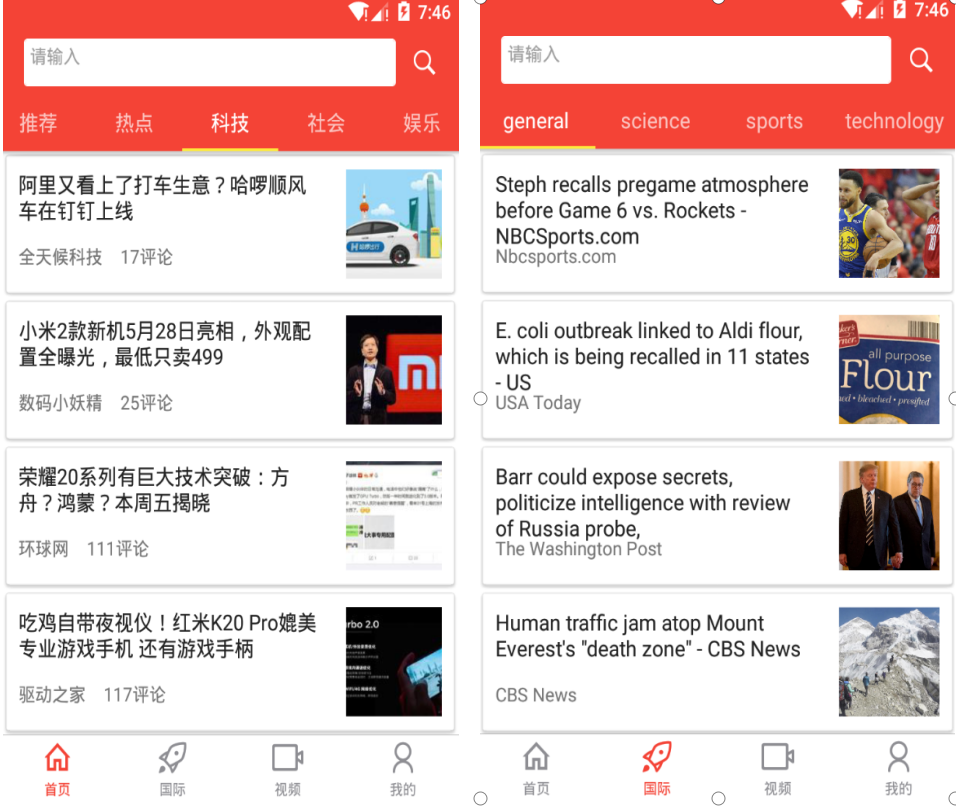 7:46
请输入
推荐 热点 科技 社会 娱乐
阿里又看上了打车生意？哈啰顺风
车在钉钉上线
全天候科技 17评论
小米2款新机5月28日亮相，外观配
置全曝光，最低只卖499
数码小妖精 25评论
荣耀20系列有巨大技术突破：方
舟？鸿蒙？本周五揭晓
环球网 111评论
吃鸡自带夜视仪！红米K20 Pro媲美
专业游戏手机 还有游戏手柄
urbo 2.0
驱动之家 117评论
首页 国际 视频 我的
7:46
请输入
general science sports technology
Steph recalls pregame atmosphere
before Game 6 vs. Rockets -
NBCSports.com
Nbcsports.com
30
10
E. coli outbreak linked to Aldi flour,
which is being recalled in 11 states
- US
USA Today
all purpose
Flour
• bleached • presifted
Barr could expose secrets,
politicize intelligence with review
of Russia probe,
The Washington Post
Human traffic jam atop Mount
Everest's "death zone" - CBS News
CBS News
首页 国际 视频 我的